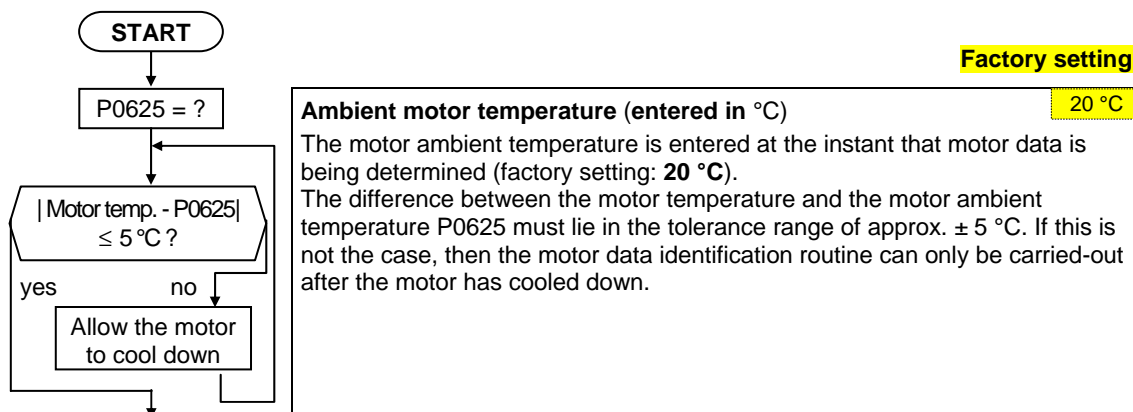 START
Factory setting
P0625 = ?
Ambient motor temperature (entered in °C)
20 °C
The motor ambient temperature is entered at the instant that motor data is
being determined (factory setting: 20 °C).
The difference between the motor temperature and the motor ambient
temperature P0625 must lie in the tolerance range of approx. ± 5 °C. If this is
not the case, then the motor data identification routine can only be carried-out
after the motor has cooled down.
| Motor temp. - P0625|
≤ 5 °C ?
yes
no
Allow the motor
to cool down